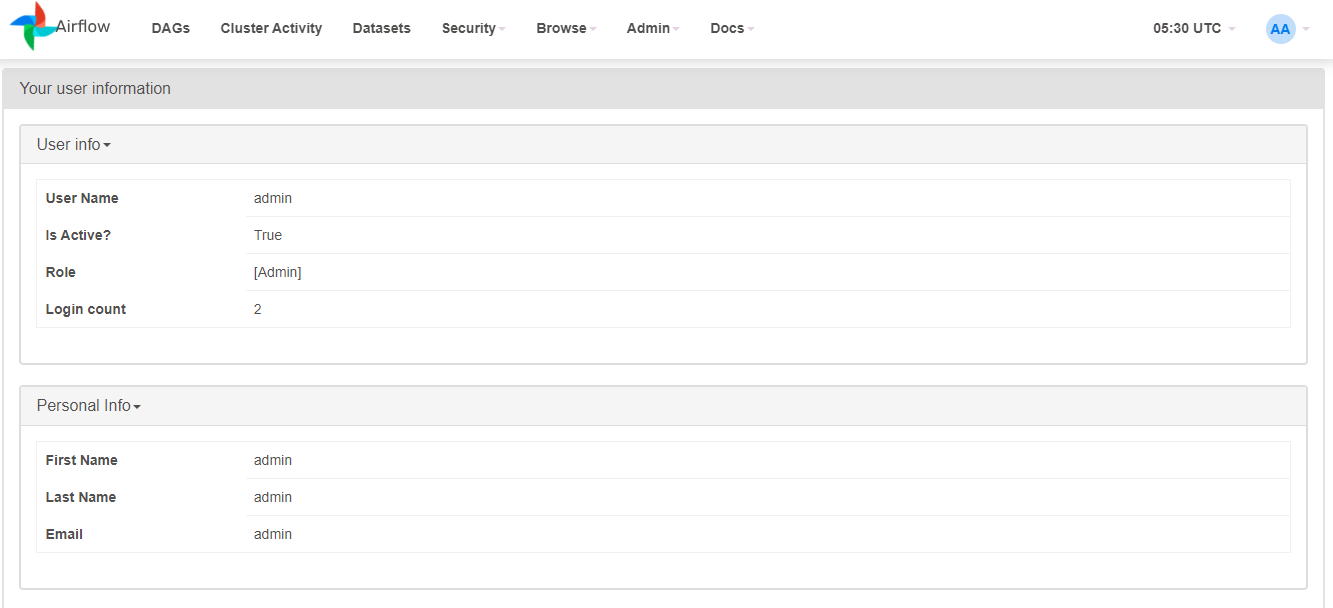 Airflow DAGs Cluster Activity Datasets Security Browse Admin Docs 05:30 UTC AA
Your user information
User info
User Name admin
Is Active? True
Role [Admin]
Login count 2
Personal Info
First Name admin
Last Name admin
Email admin